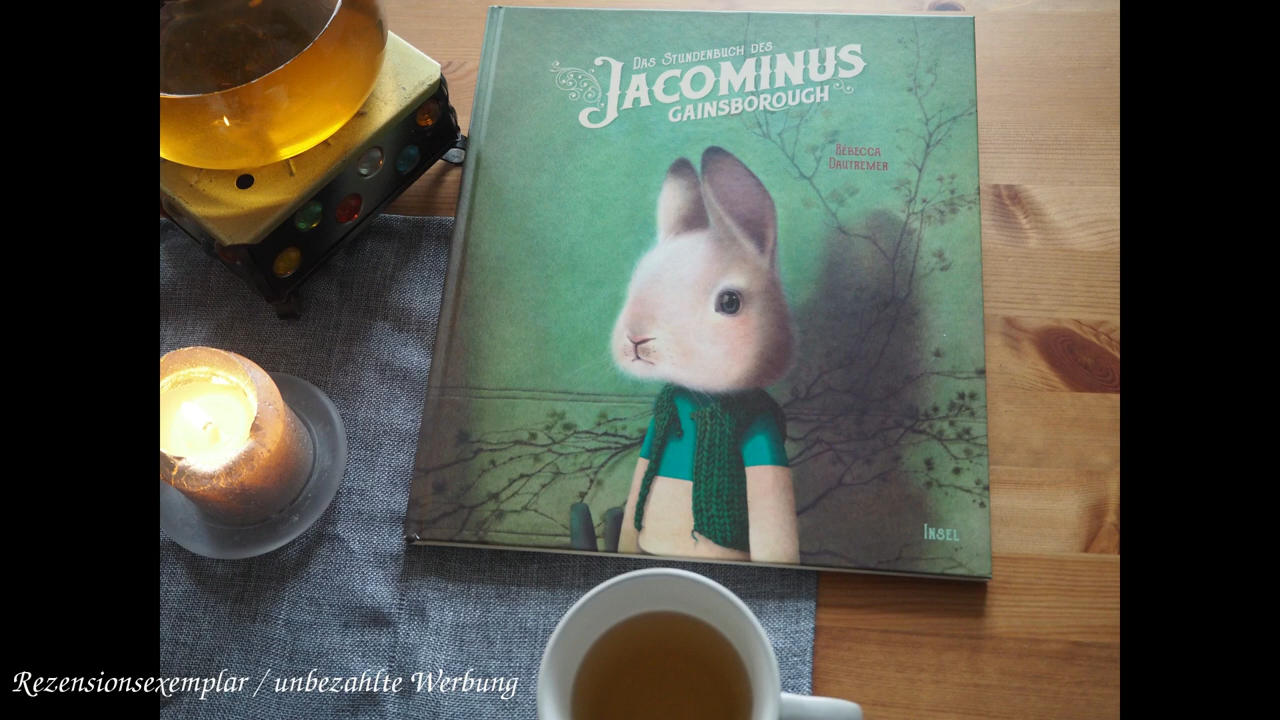 DAS STUNDENBUCH DES
JACOMINUS
GAINSBOROUGH
RÉBECCA
DAUTREMER
INSEL
Rezensionsexemplar / unbezahlte Werbung